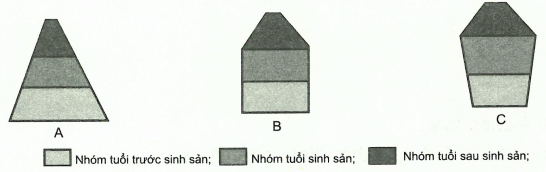 A
B
C
Nhóm tuổi trước sinh sản; Nhóm tuổi sinh sản; Nhóm tuổi sau sinh sản;